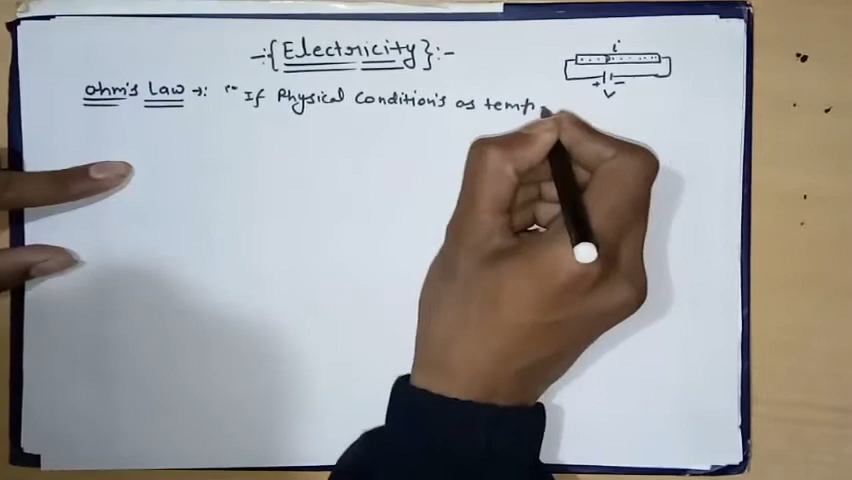 -:{Electricity}:-
i
+ -
V
ohm's Law →: "If Physical Condition's as temp